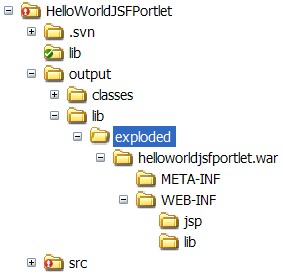 HelloWorldJSFPortlet
.svn
lib
output
classes
lib
exploded
helloworldjsfportlet.war
META-INF
WEB-INF
jsp
lib
src